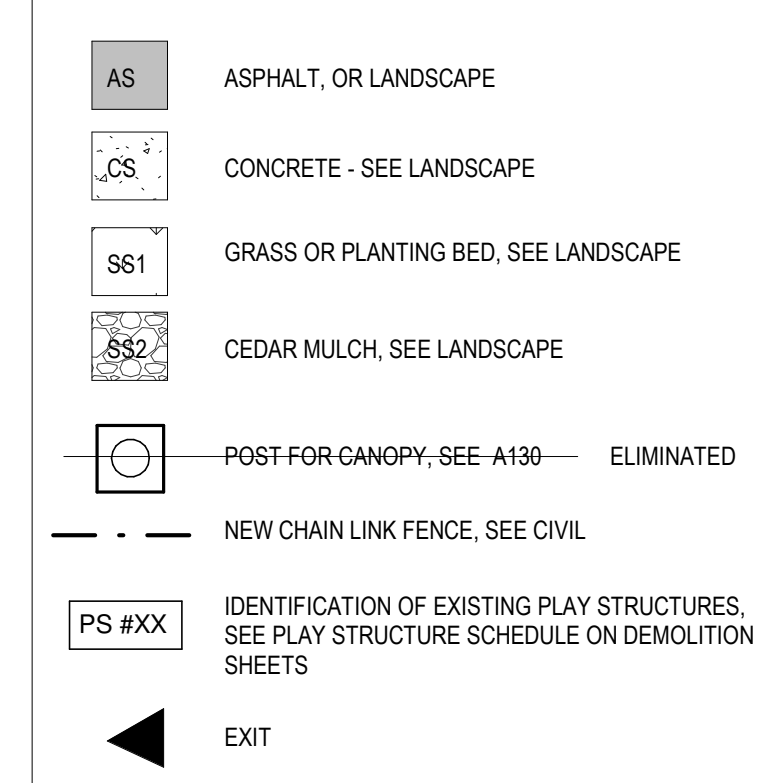 AS ASPHALT, OR LANDSCAPE
CS CONCRETE - SEE LANDSCAPE
SS1 GRASS OR PLANTING BED, SEE LANDSCAPE
SS2 CEDAR MULCH, SEE LANDSCAPE
POST FOR CANOPY, SEE A130 ELIMINATED
NEW CHAIN LINK FENCE, SEE CIVIL
PS #XX IDENTIFICATION OF EXISTING PLAY STRUCTURES,
SEE PLAY STRUCTURE SCHEDULE ON DEMOLITION
SHEETS
EXIT